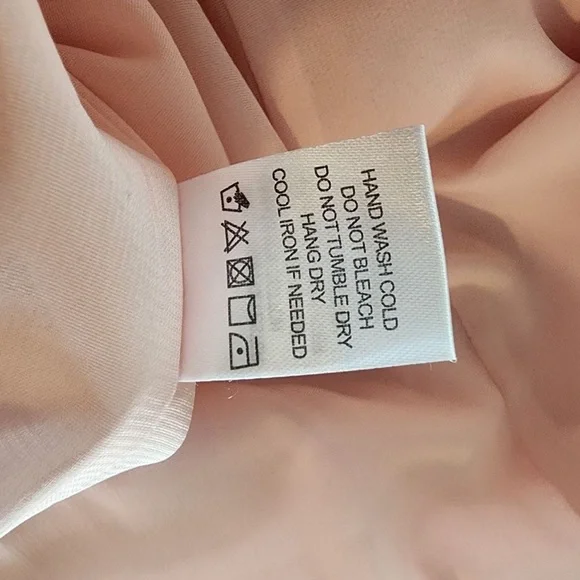 HAND WASH COLD
DO NOT BLEACH
DO NOT TUMBLE DRY
HANG DRY
COOL IRON IF NEEDED